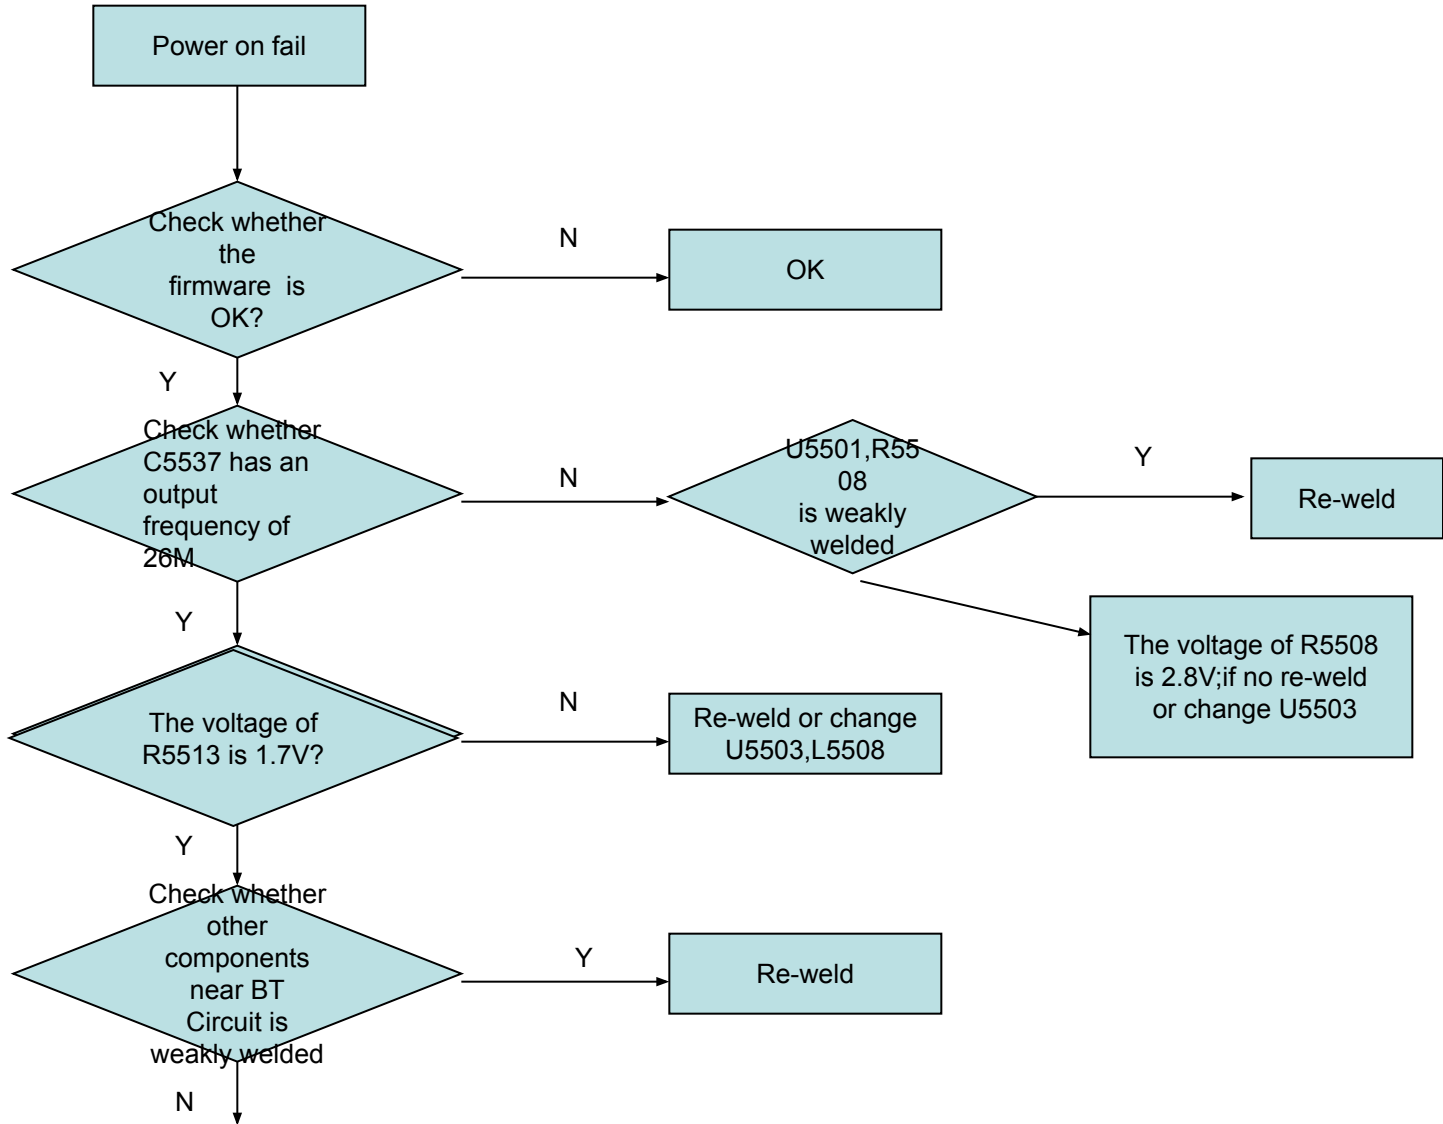 Power on fail
Check whether
the
firmware  is
OK?
N
OK
Y
Check whether
C5537 has an
output
frequency of
26M
N
U5501,R55
08
is weakly
welded
Y
Re-weld
The voltage of R5508
is 2.8V;if no re-weld
or change U5503
Y
The voltage of
R5513 is 1.7V?
N
Re-weld or change
U5503,L5508
Y
Check whether
other
components
near BT
Circuit is
weakly welded
Y
Re-weld
N